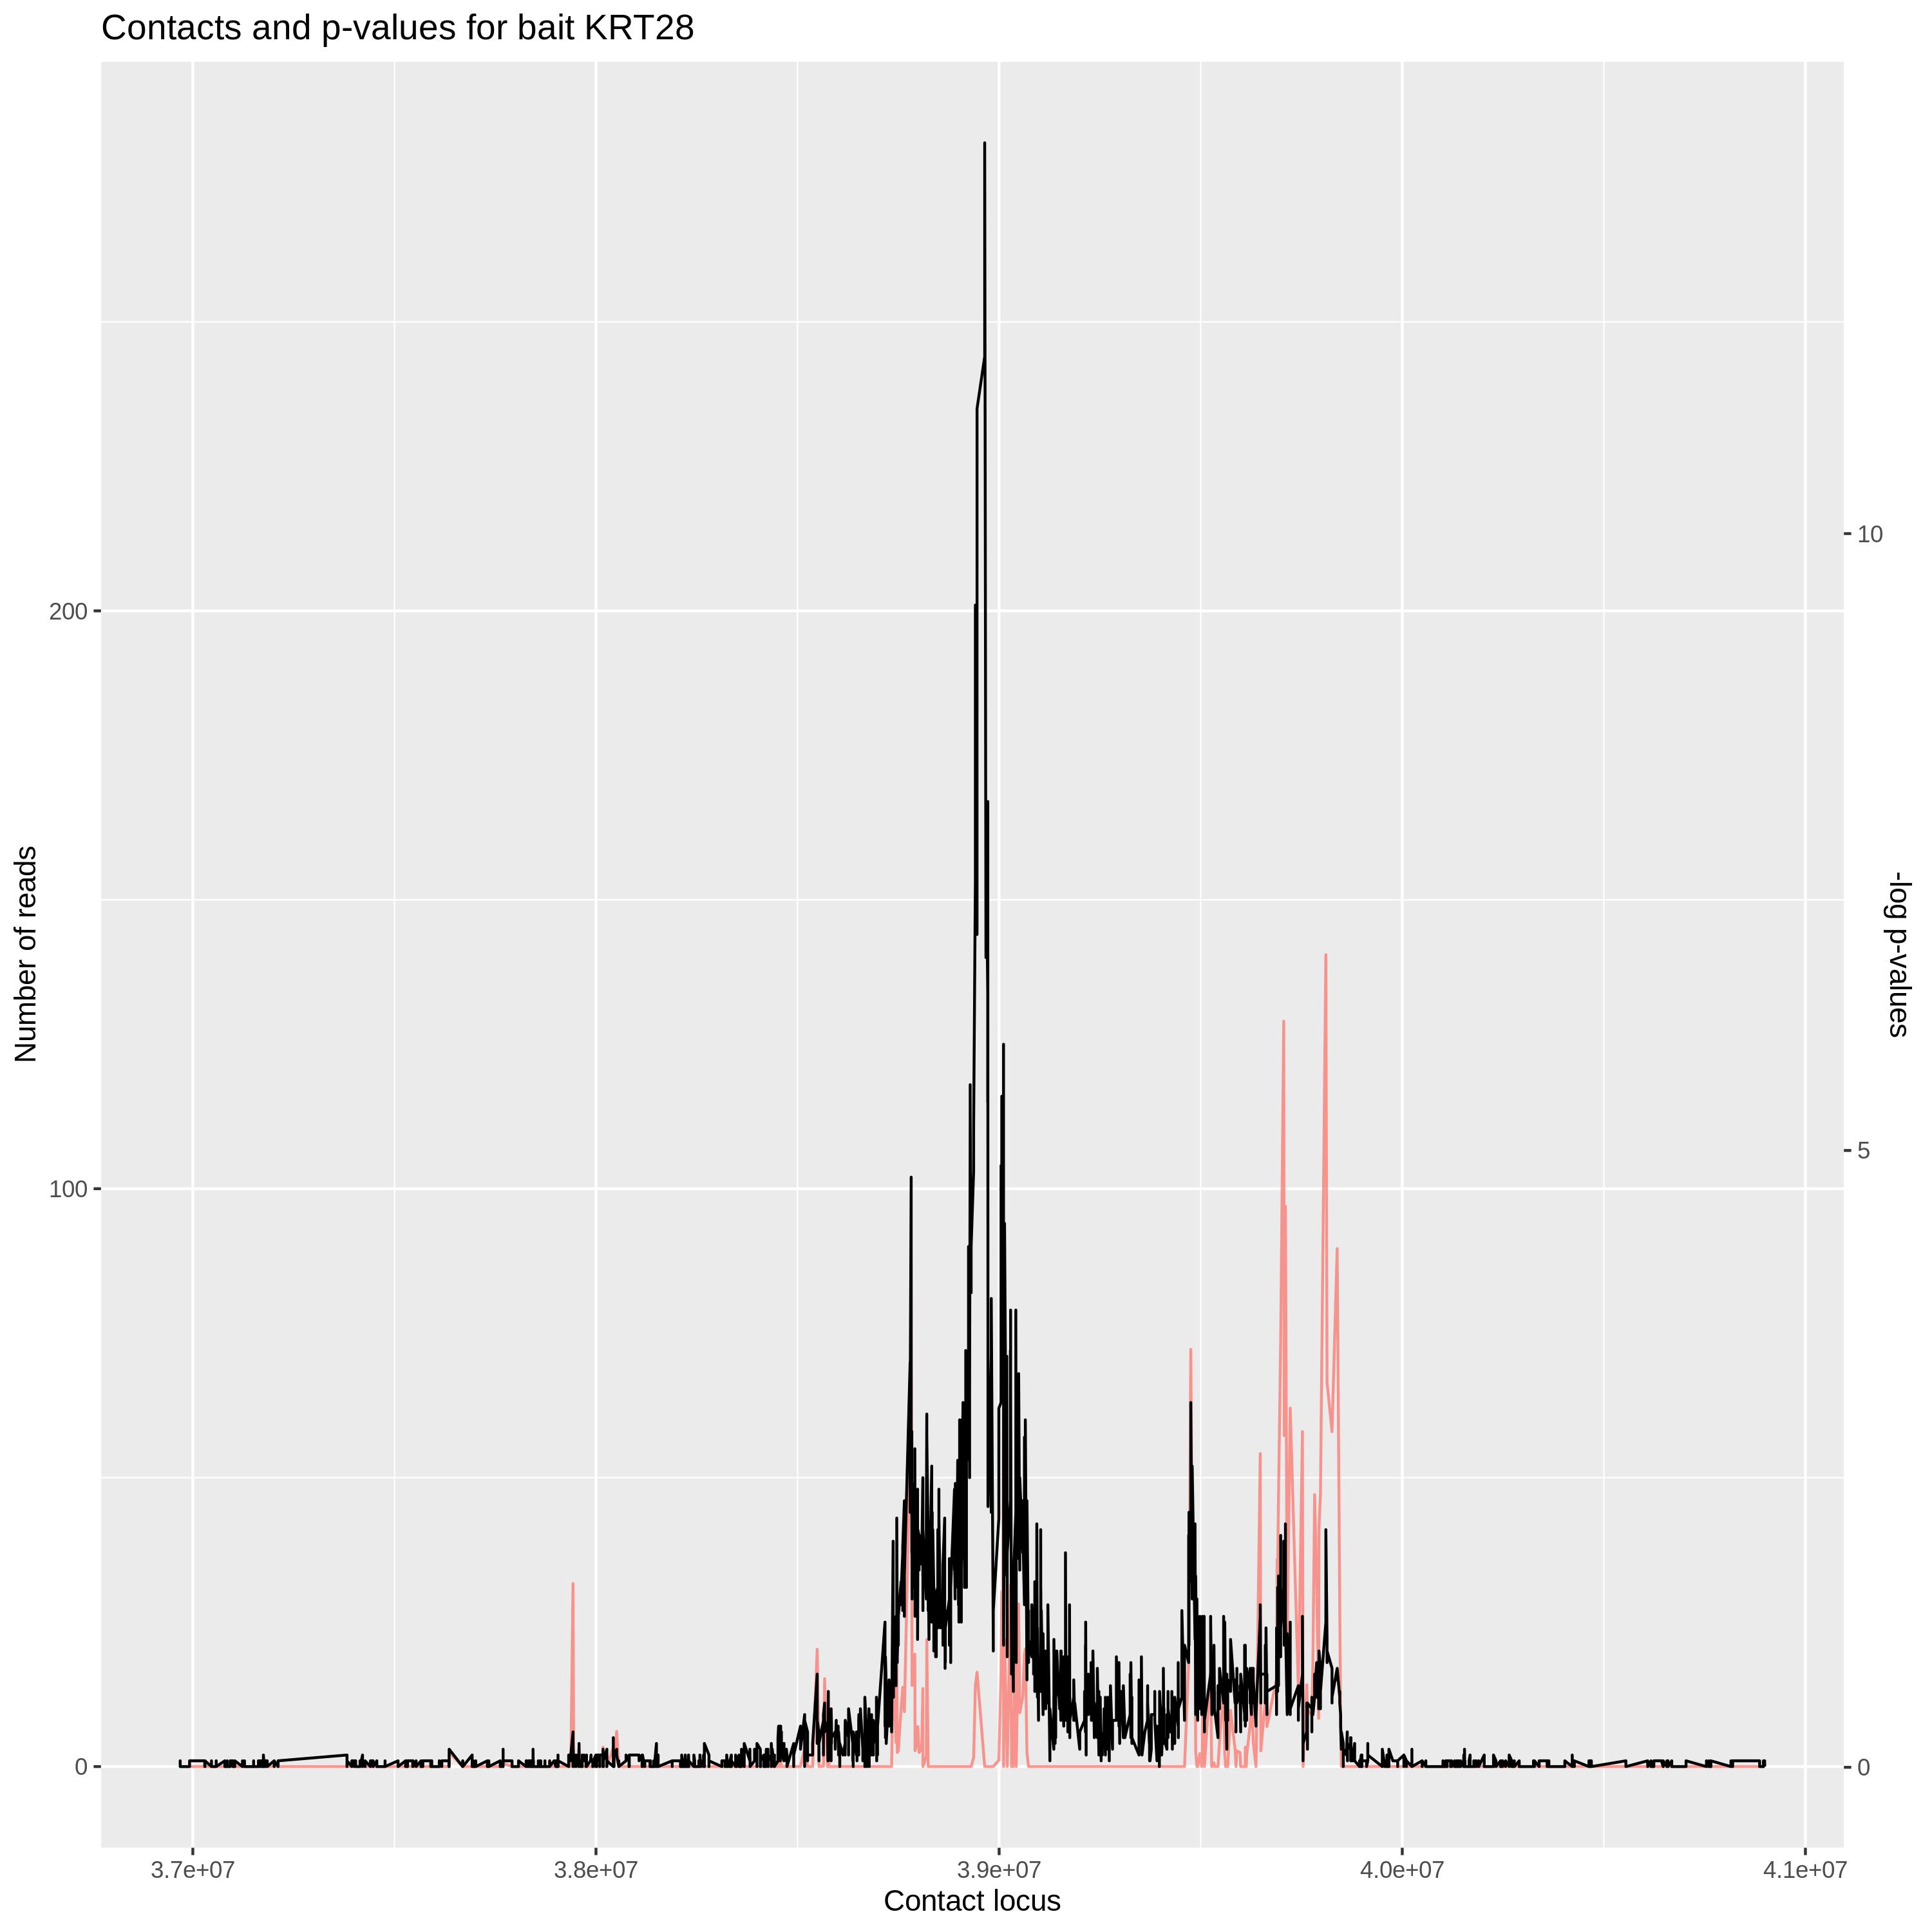 Contacts and p-values for bait KRT28
Number of reads
200
100
0
10
5
0
-log p-values
3.7e+07 3.8e+07 3.9e+07 4.0e+07 4.1e+07
Contact locus